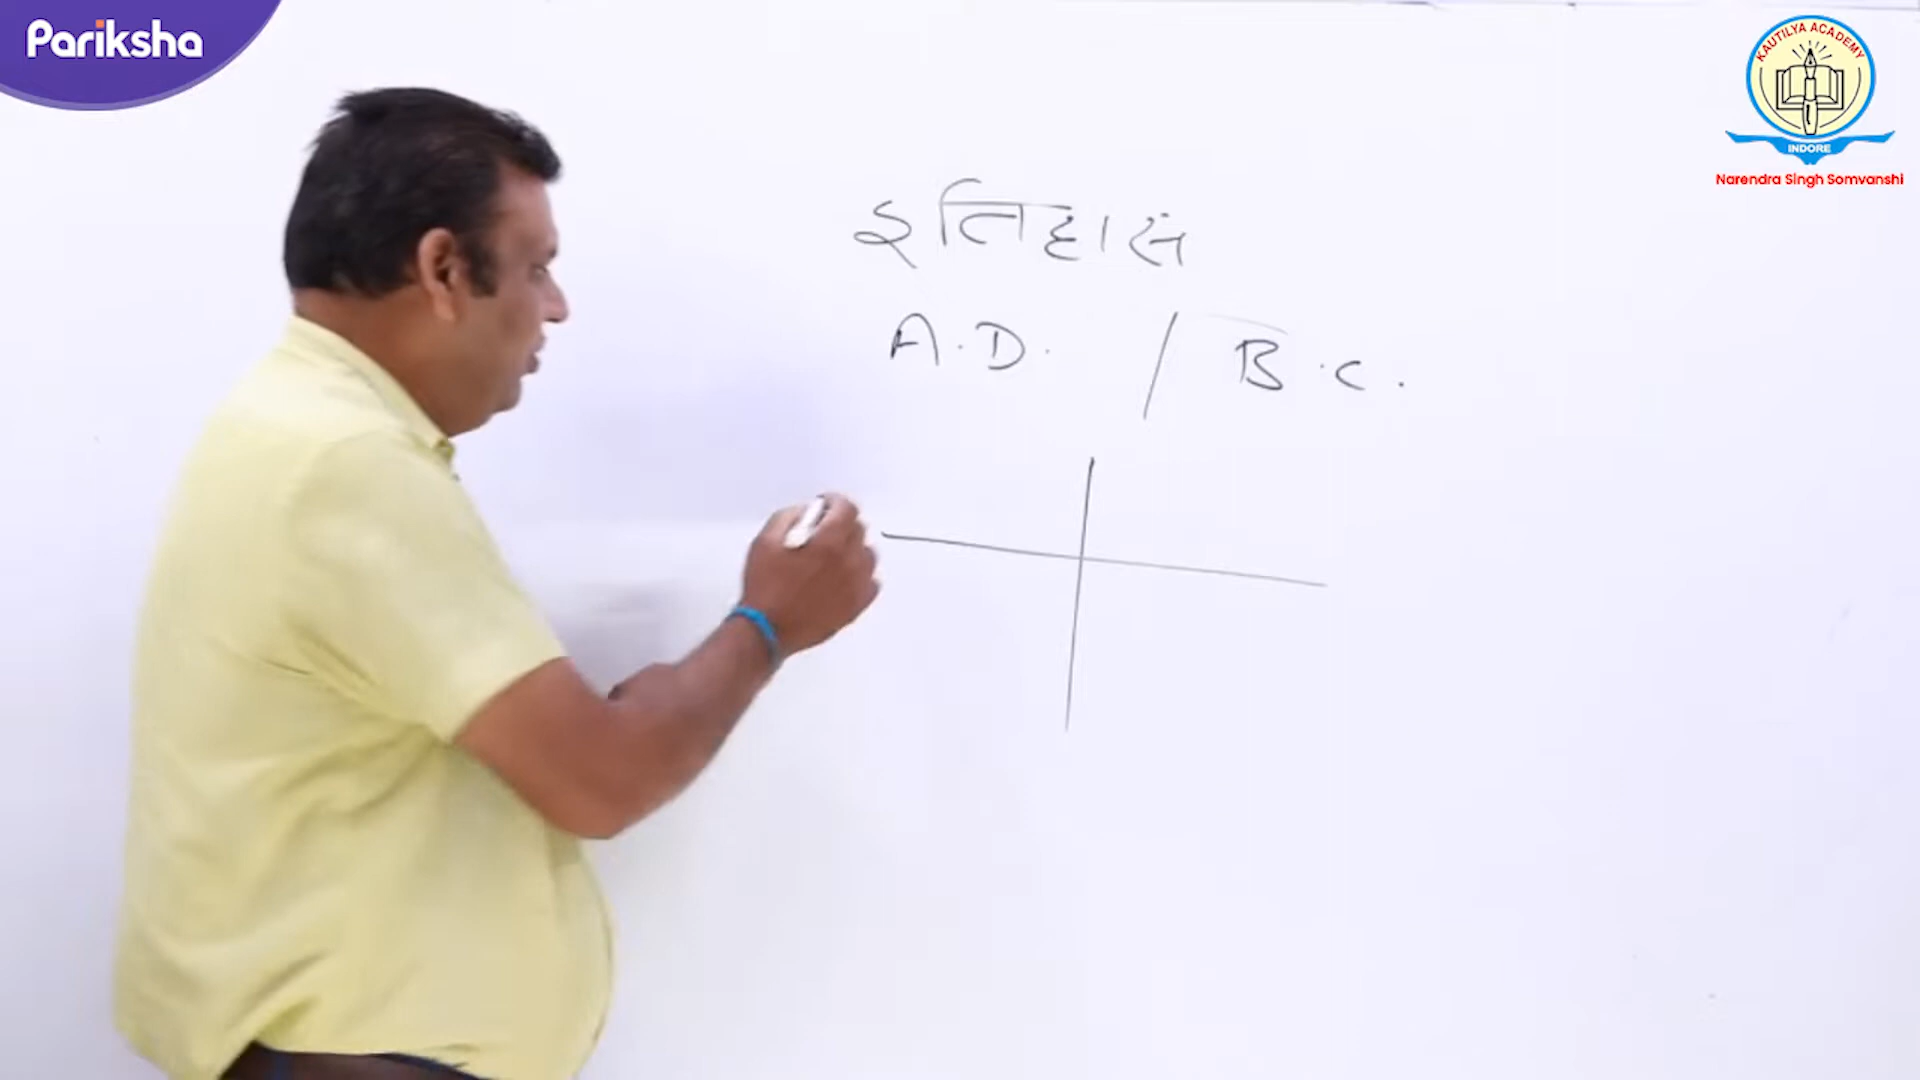 Pariksha
KAUTILYA ACADEMY
INDORE
Narendra Singh Somvanshi
इतिहास
A.D. / B.C.